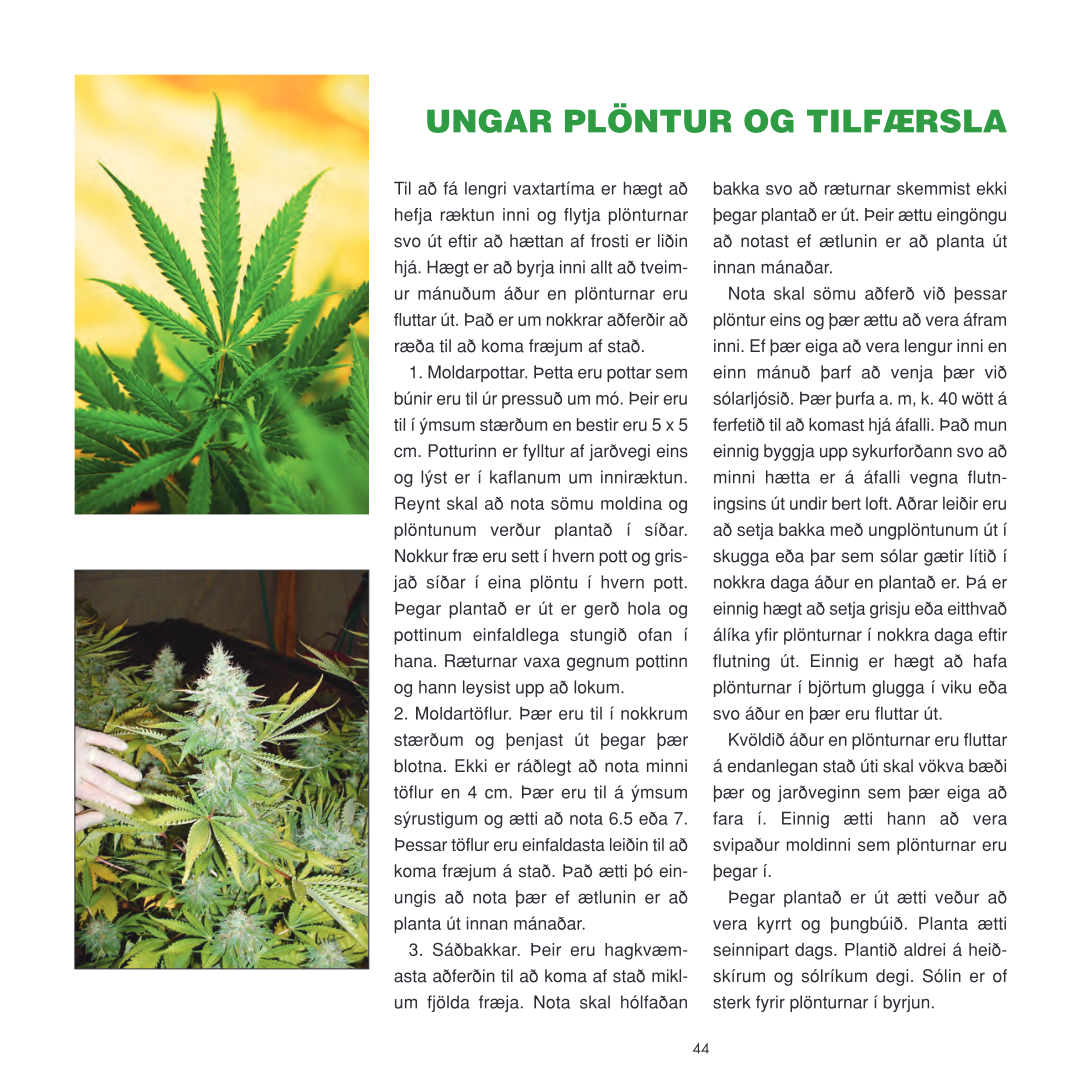 UNGAR PLÖNTUR OG TILFÆRSLA
Til að fá lengri vaxtartíma er hægt að
hefja ræktun inni og flytja plönturnar
svo út eftir að hættan af frosti er liðin
hjá. Hægt er að byrja inni allt að tveim-
ur mánuðum áður en plönturnar eru
fluttar út. Það er um nokkrar aðferðir að
ræða til að koma fræjum af stað.
1. Moldarpottar. Þetta eru pottar sem
búnir eru til úr pressuð um mó. Þeir eru
til í ýmsum stærðum en bestir eru 5 x 5
cm. Potturinn er fylltur af jarðvegi eins
og lýst er í kaflanum um inniræktun.
Reynt skal að nota sömu moldina og
plöntunum verður plantað í síðar.
Nokkur fræ eru sett í hvern pott og gris-
jað síðar í eina plöntu í hvern pott.
Þegar plantað er út er gerð hola og
pottinum einfaldlega stungið ofan í
hana. Ræturnar vaxa gegnum pottinn
og hann leysist upp að lokum.
2. Moldartöflur. Þær eru til í nokkrum
stærðum og þenjast út þegar þær
blotna. Ekki er ráðlegt að nota minni
töflur en 4 cm. Þær eru til á ýmsum
sýrustigum og ætti að nota 6.5 eða 7.
Þessar töflur eru einfaldasta leiðin til að
koma fræjum á stað. Það ætti þó ein-
ungis að nota þær ef ætlunin er að
planta út innan mánaðar.
3. Sáðbakkar. Þeir eru hagkvæm-
asta aðferðin til að koma af stað mikl-
um fjölda fræja. Nota skal hólfaðan
bakka svo að ræturnar skemmist ekki
þegar plantað er út. Þeir ættu eingöngu
að notast ef ætlunin er að planta út
innan mánaðar.
Nota skal sömu aðferð við þessar
plöntur eins og þær ættu að vera áfram
inni. Ef þær eiga að vera lengur inni en
einn mánuð þarf að venja þær við
sólarljósið. Þær þurfa a. m, k. 40 wött á
ferfetið til að komast hjá áfalli. Það mun
einnig byggja upp sykurforðann svo að
minni hætta er á áfalli vegna flutn-
ingsins út undir bert loft. Aðrar leiðir eru
að setja bakka með ungplöntunum út í
skugga eða þar sem sólar gætir lítið í
nokkra daga áður en plantað er. Þá er
einnig hægt að setja grisju eða eitthvað
álíka yfir plönturnar í nokkra daga eftir
flutning út. Einnig er hægt að hafa
plönturnar í björtum glugga í viku eða
svo áður en þær eru fluttar út.
Kvöldið áður en plönturnar eru fluttar
á endanlegan stað úti skal vökva bæði
þær og jarðveginn sem þær eiga að
fara í. Einnig ætti hann að vera
svipaður moldinni sem plönturnar eru
þegar í.
Þegar plantað er út ætti veður að
vera kyrrt og þungbúið. Planta ætti
seinnipart dags. Plantið aldrei á heið-
skírum og sólríkum degi. Sólin er of
sterk fyrir plönturnar í byrjun.
44